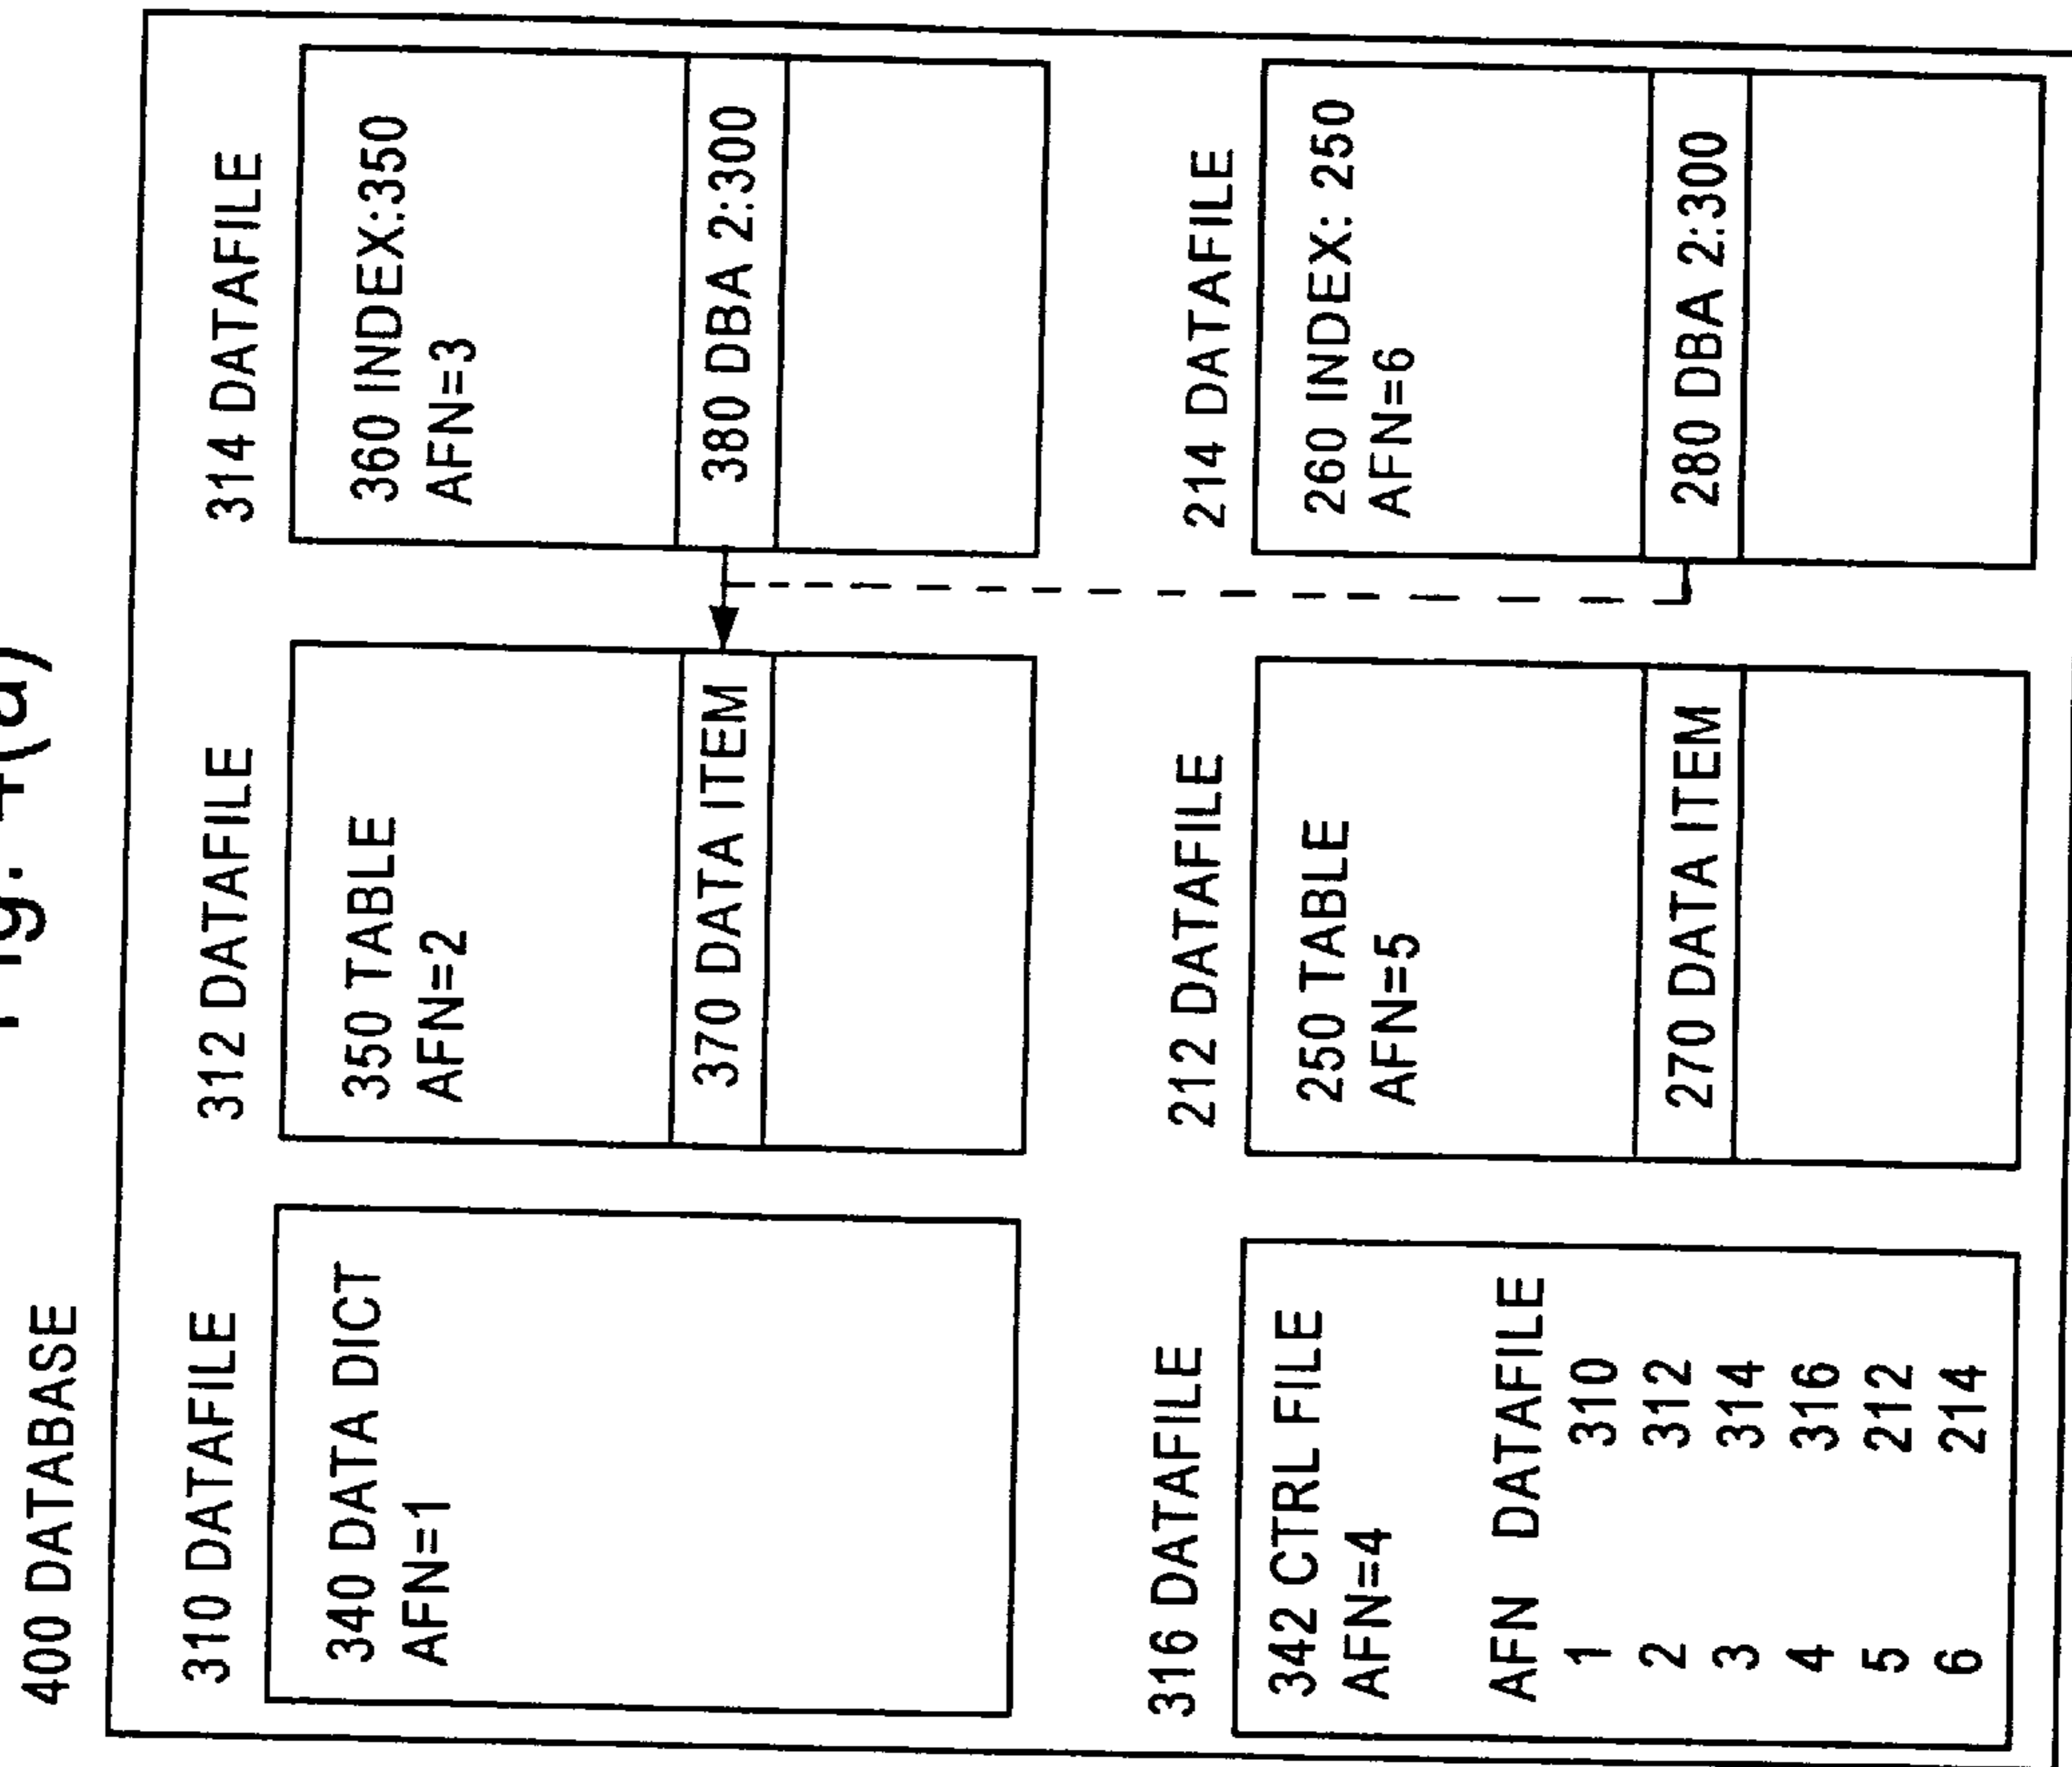 400 DATABASE
310 DATAFILE
340 DATA DICT
AFN=1
312 DATAFILE
350 TABLE
AFN=2
370 DATA ITEM
314 DATAFILE
360 INDEX:350
AFN=3
380 DBA 2:300
316 DATAFILE
342 CTRL FILE
AFN=4
AFN DATAFILE
1 310
2 312
3 314
4 316
5 212
6 214
212 DATAFILE
250 TABLE
AFN=5
270 DATA ITEM
214 DATAFILE
260 INDEX: 250
AFN=6
280 DBA 2:300